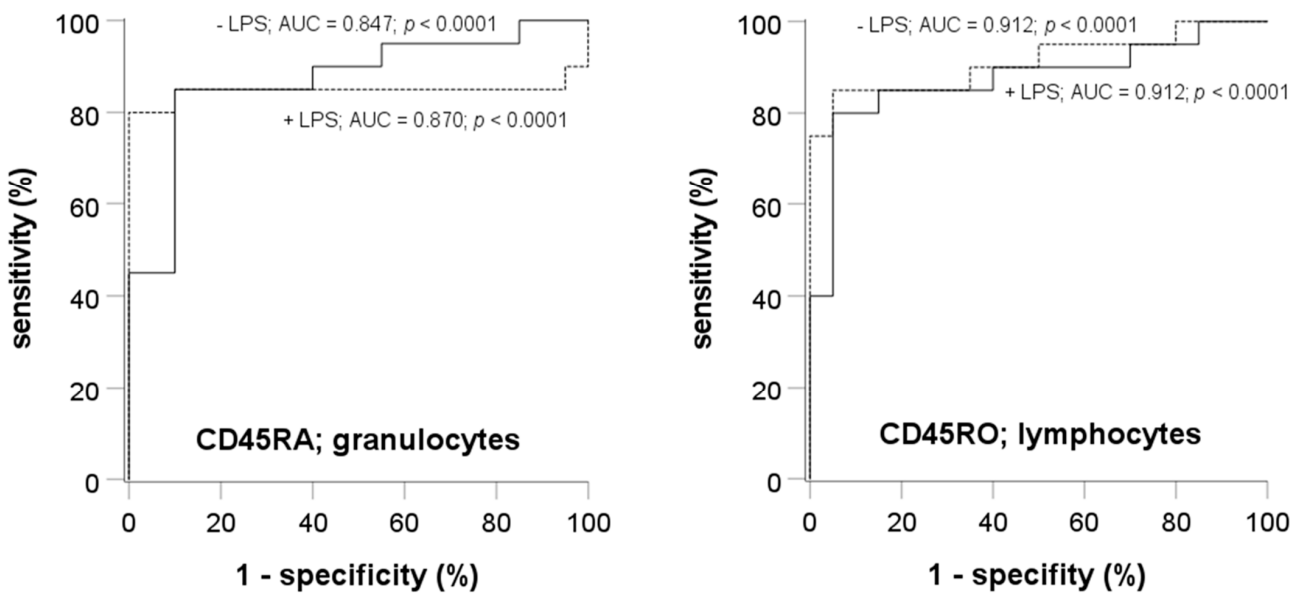 - LPS; AUC = 0.847; p < 0.0001
+ LPS; AUC = 0.870; p < 0.0001
CD45RA; granulocytes
sensitivity (%)
100
80
60
40
20
0
0 20 40 60 80 100
1 - specificity (%)
- LPS; AUC = 0.912; p < 0.0001
+ LPS; AUC = 0.912; p < 0.0001
CD45RO; lymphocytes
sensitivity (%)
100
80
60
40
20
0
0 20 40 60 80 100
1 - specifity (%)